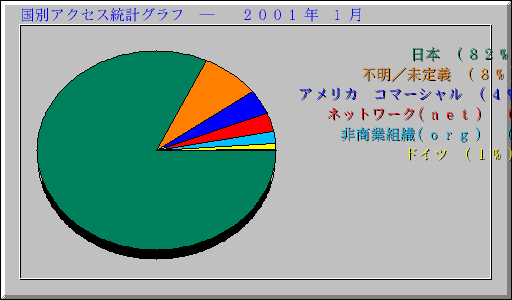 国別アクセス統計グラフ ― ２００１年 １月
日本 (８２%
不明／未定義 (８%
アメリカ コマーシャル (４%
ネットワーク(ｎｅｔ) (
非商業組織(ｏｒｇ) (
ドイツ (１%)